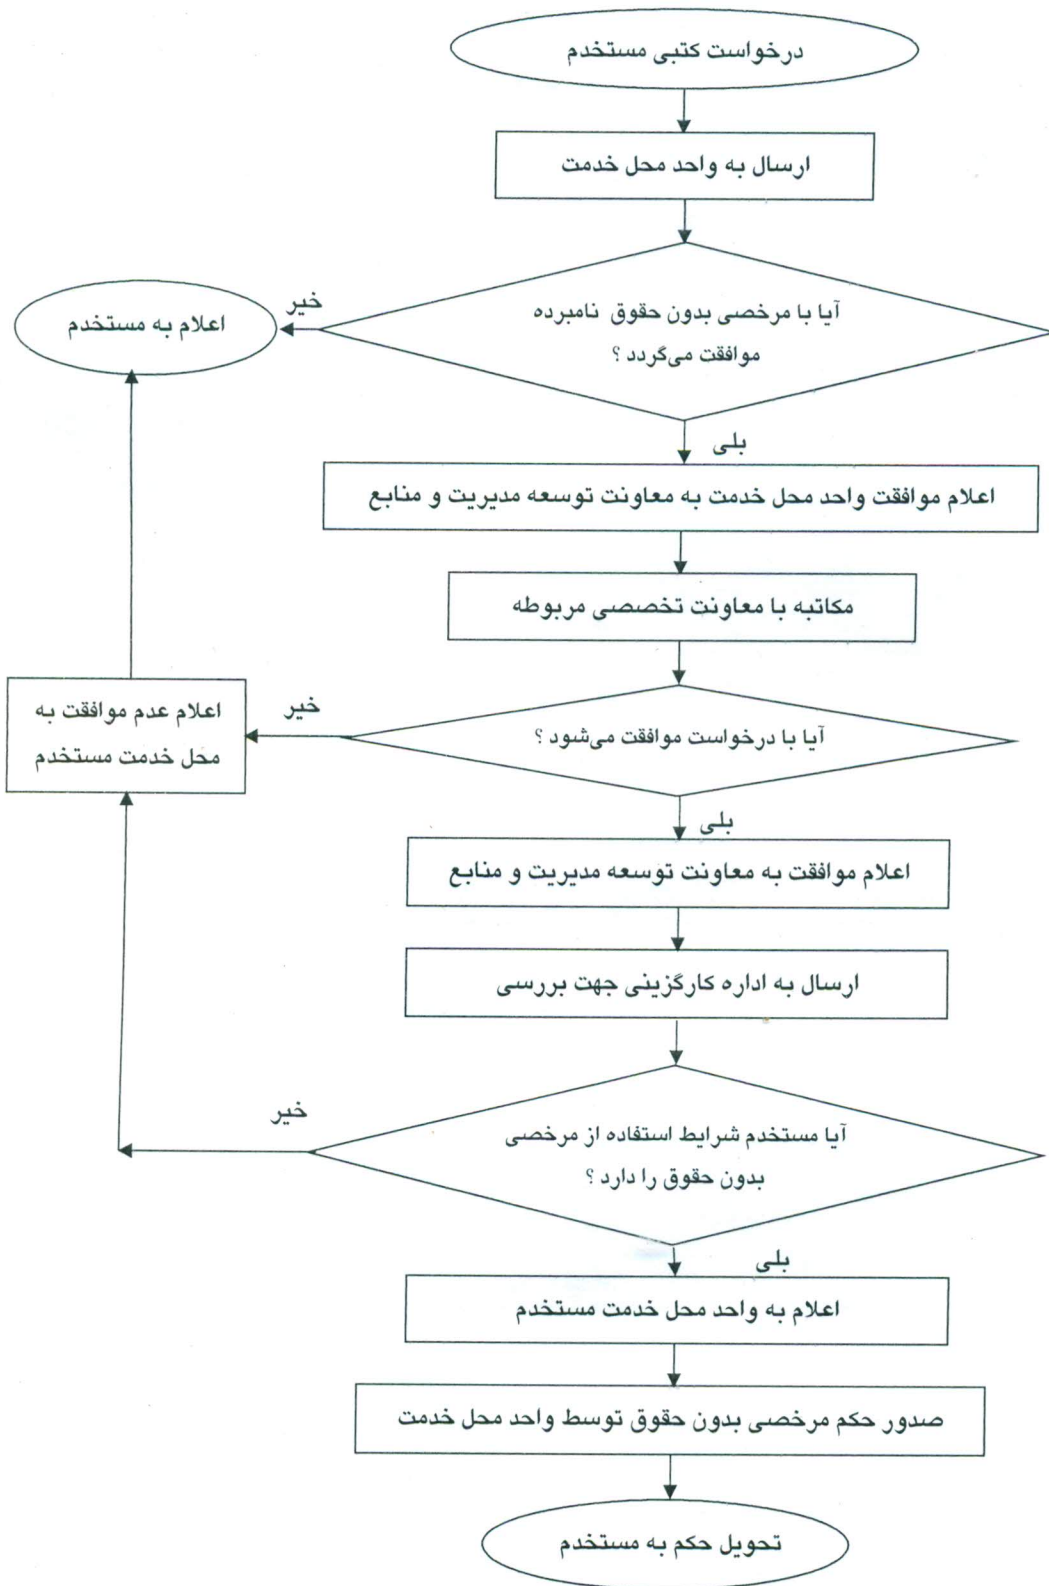 درخواست کتبی مستخدم
ارسال به واحد محل خدمت
آیا با مرخصی بدون حقوق نامبرده
موافقت می‌گردد ؟
خیر
اعلام به مستخدم
بلی
اعلام موافقت واحد محل خدمت به معاونت توسعه مدیریت و منابع
مکاتبه با معاونت تخصصی مربوطه
آیا با درخواست موافقت می‌شود ؟
خیر
اعلام عدم موافقت به
محل خدمت مستخدم
بلی
اعلام موافقت به معاونت توسعه مدیریت و منابع
ارسال به اداره کارگزینی جهت بررسی
آیا مستخدم شرایط استفاده از مرخصی
بدون حقوق را دارد ؟
خیر
بلی
اعلام به واحد محل خدمت مستخدم
صدور حکم مرخصی بدون حقوق توسط واحد محل خدمت
تحویل حکم به مستخدم